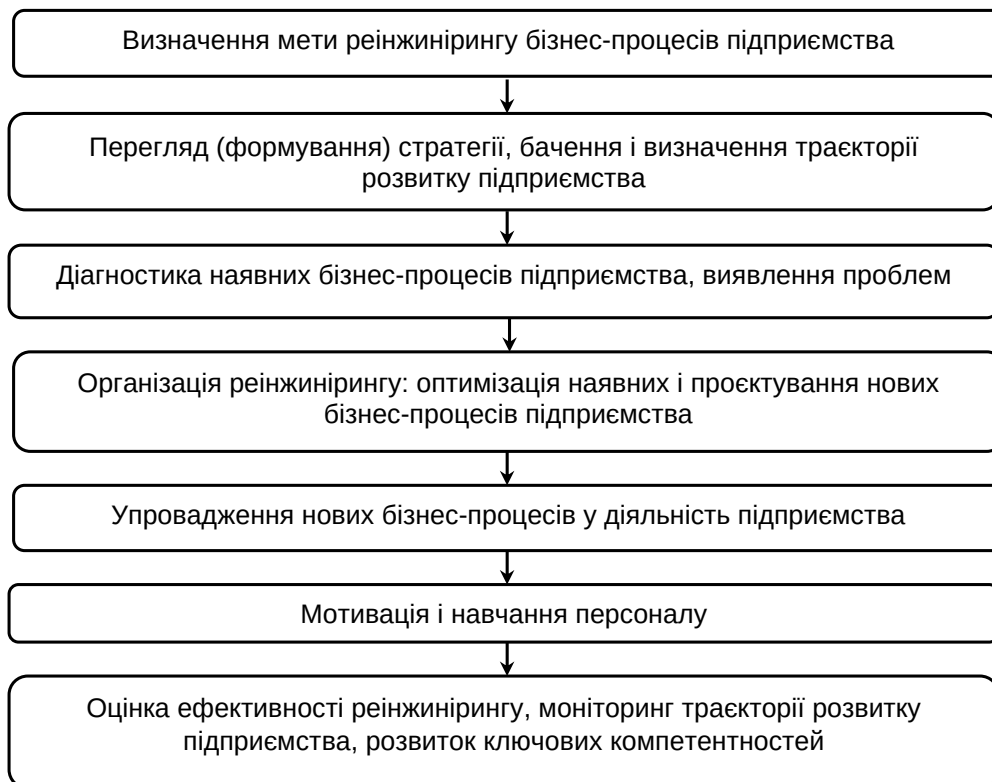 Визначення мети реінжинірингу бізнес-процесів підприємства
Перегляд (формування) стратегії, бачення і визначення траєкторії
розвитку підприємства
Діагностика наявних бізнес-процесів підприємства, виявлення проблем
Організація реінжинірингу: оптимізація наявних і проєктування нових
бізнес-процесів підприємства
Упровадження нових бізнес-процесів у діяльність підприємства
Мотивація і навчання персоналу
Оцінка ефективності реінжинірингу, моніторинг траєкторії розвитку
підприємства, розвиток ключових компетентностей